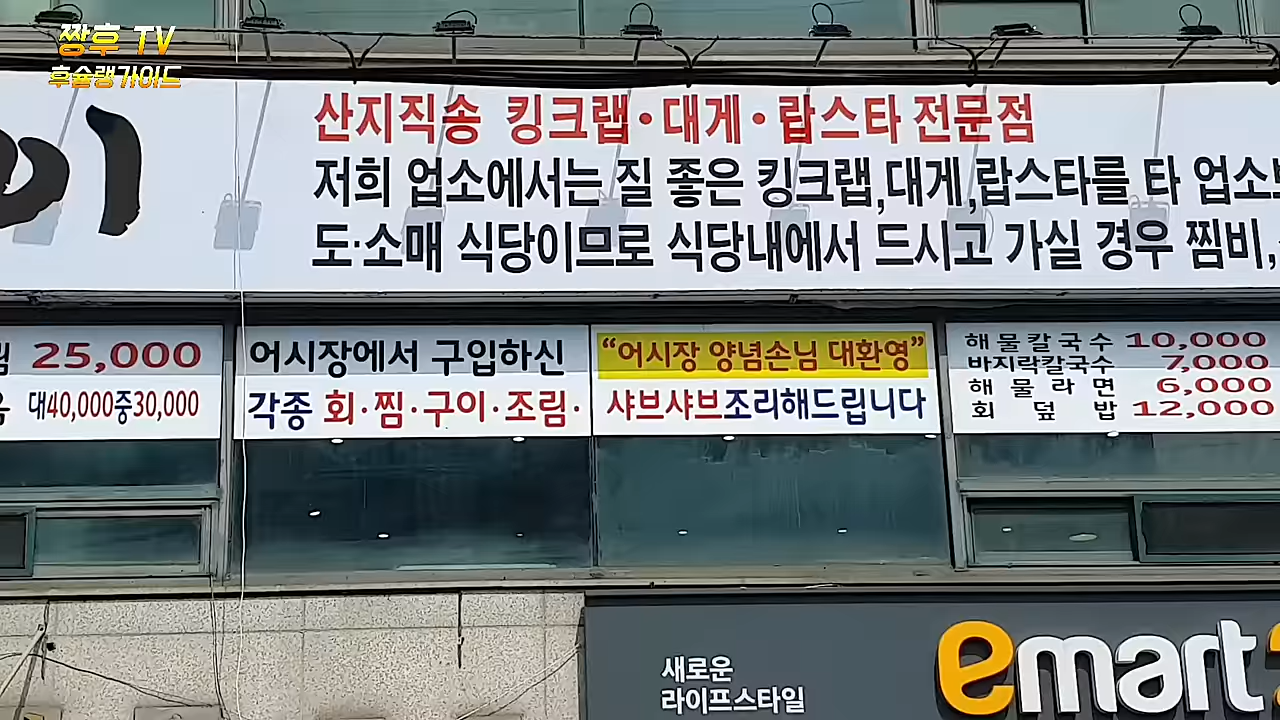 짱후 TV
후슐랭가이드
산지직송 킹크랩·대게·랍스타 전문점
저희 업소에서는 질 좋은 킹크랩,대게,랍스타를 타 업소
도·소매 식당이므로 식당내에서 드시고 가실 경우 찜비,
25,000
대40,000중30,000
어시장에서 구입하신
각종 회·찜·구이·조림·
“어시장 양념손님 대환영”
샤브샤브조리해드립니다
해물칼국수 10,000
바지락칼국수 7,000
해물라면 6,000
회덮밥 12,000
새로운
라이프스타일
emart